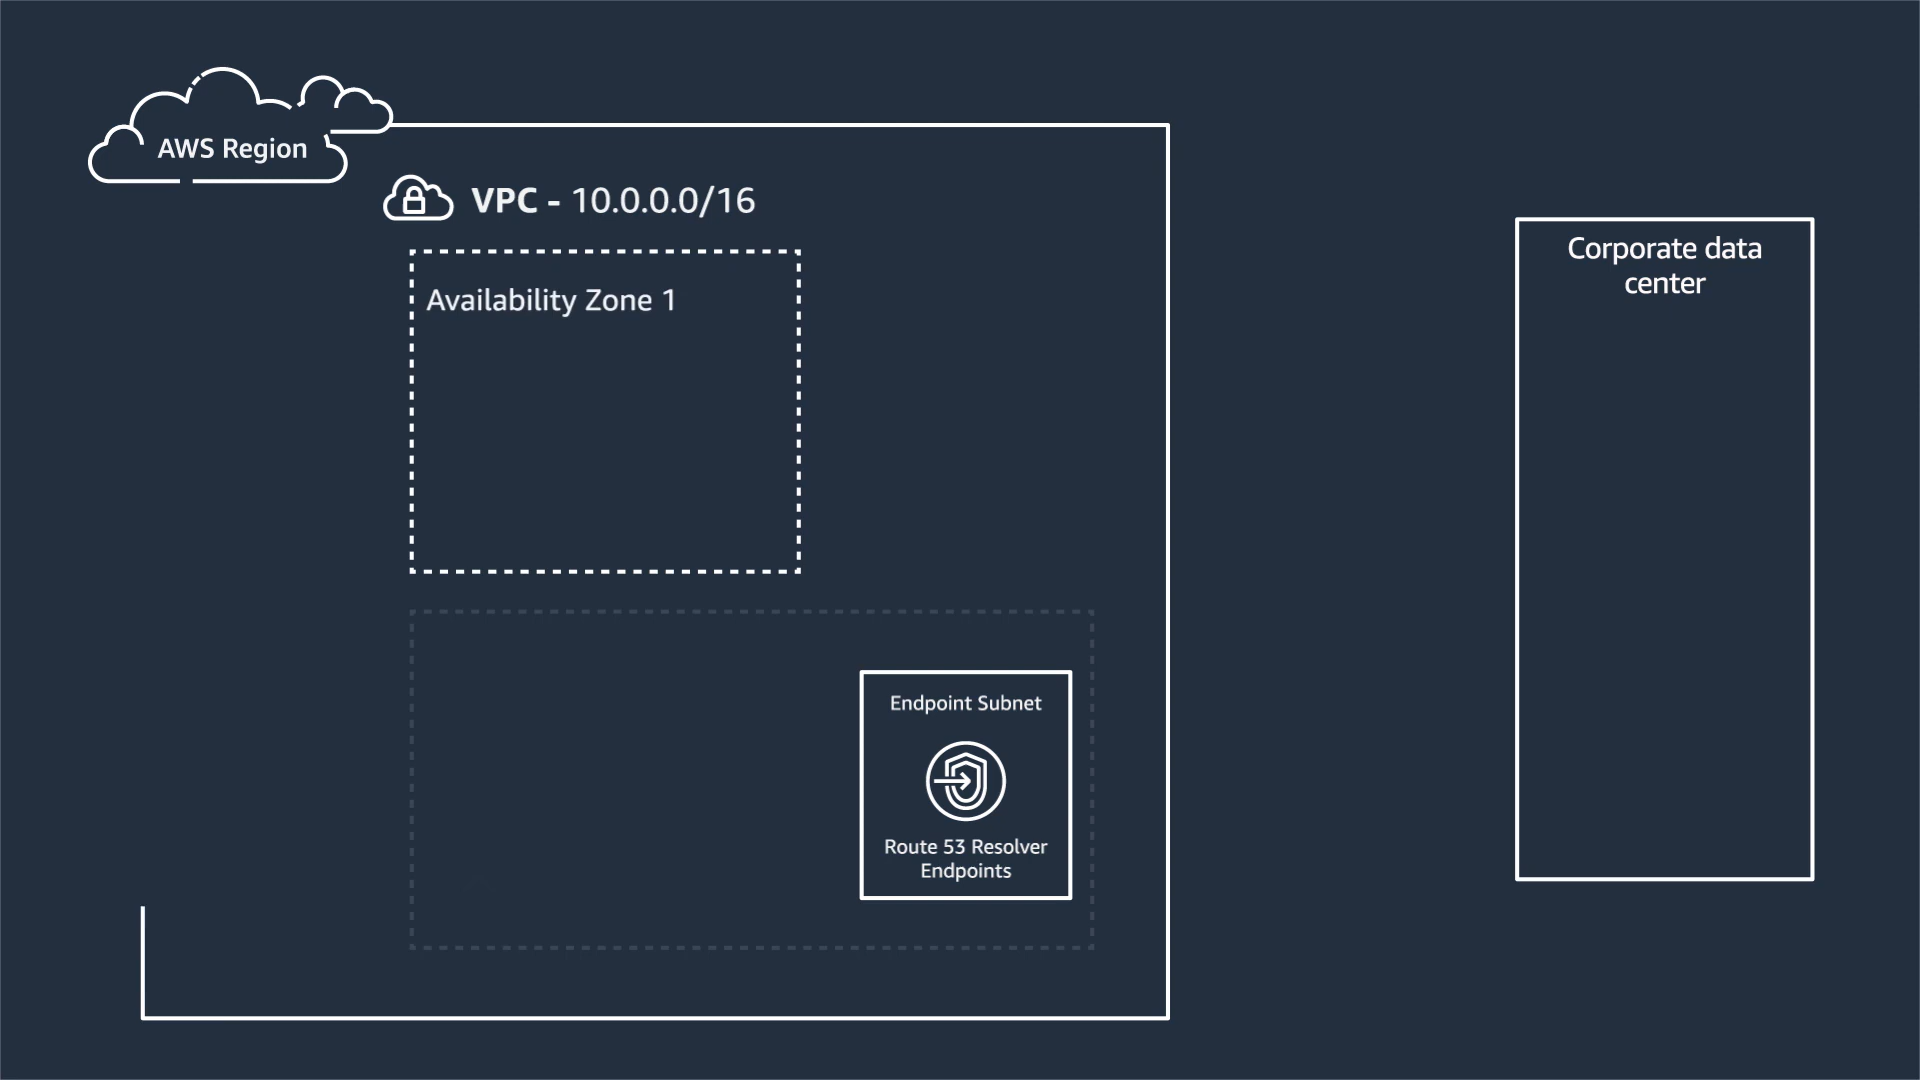 AWS Region
VPC - 10.0.0.0/16
Availability Zone 1
Corporate data
center
Endpoint Subnet
Route 53 Resolver
Endpoints